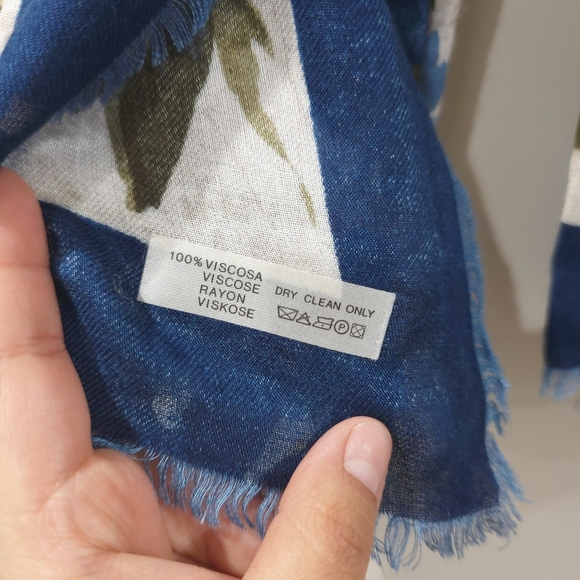 100% VISCOSA
VISCOSE
RAYON
VISKOSE
DRY CLEAN ONLY
P